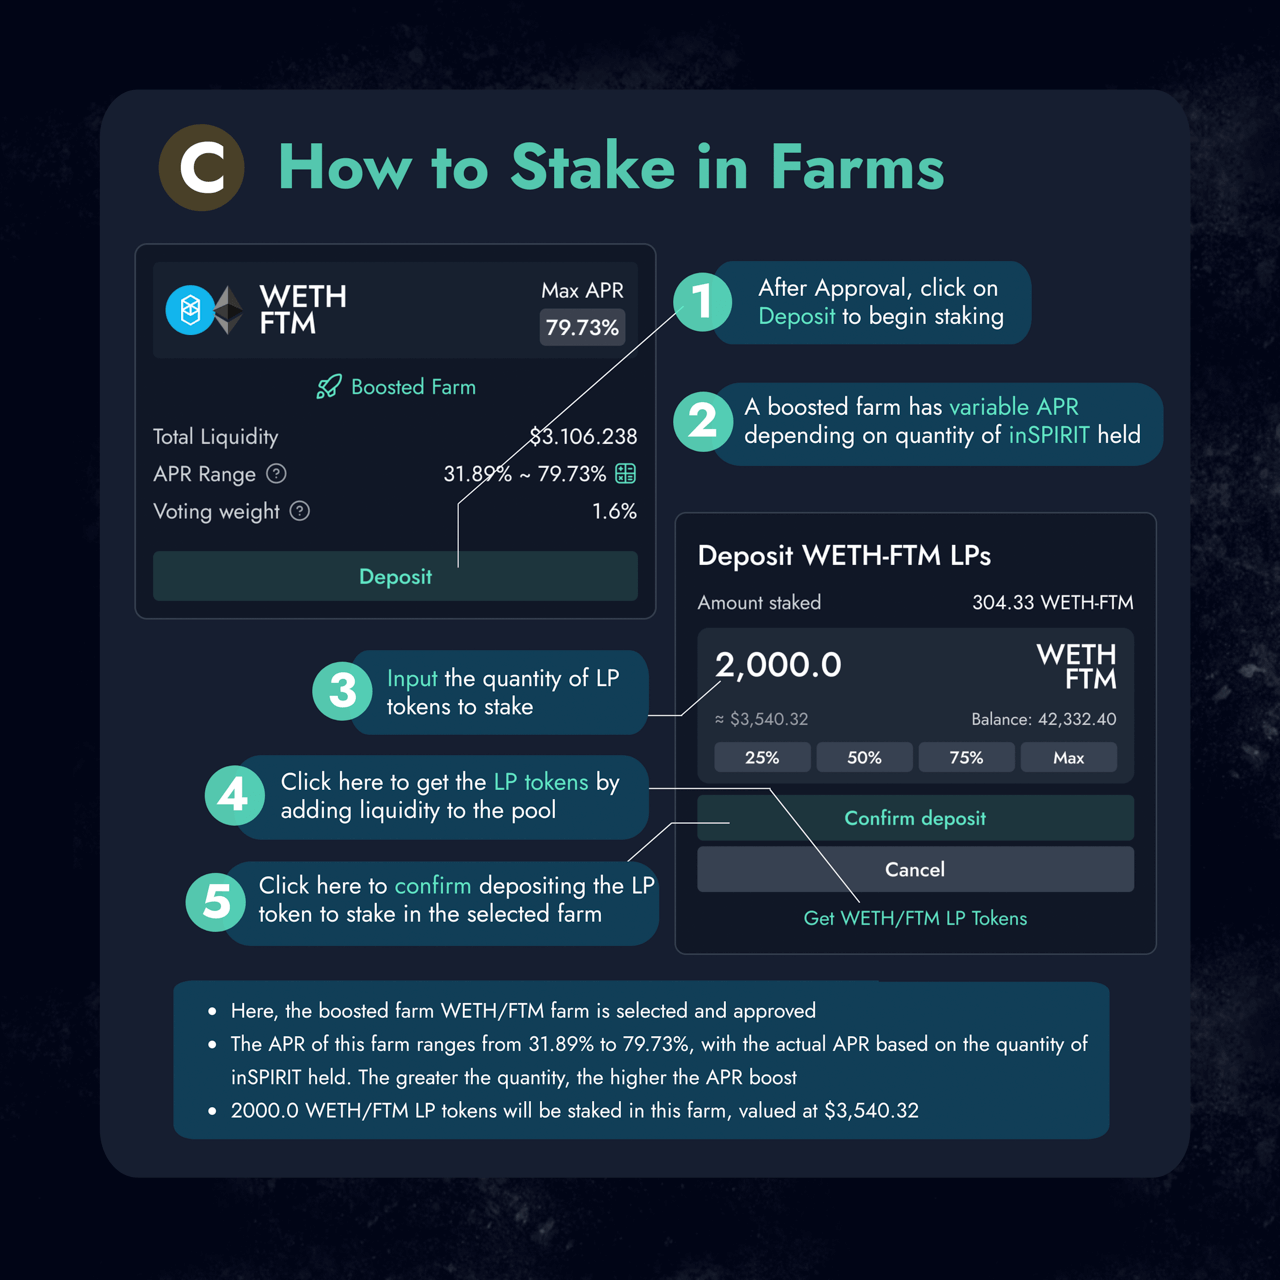 C
How to Stake in Farms
WETH
FTM
Max APR
79.73%
Boosted Farm
Total Liquidity $3.106.238
APR Range ? 31.89% ~ 79.73%
Voting weight ? 1.6%
Deposit
1
After Approval, click on
Deposit to begin staking
2
A boosted farm has variable APR
depending on quantity of inSPIRIT held
Deposit WETH-FTM LPs
Amount staked 304.33 WETH-FTM
2,000.0
WETH
FTM
≈ $3,540.32 Balance: 42,332.40
25% 50% 75% Max
Confirm deposit
Cancel
Get WETH/FTM LP Tokens
3
Input the quantity of LP
tokens to stake
4
Click here to get the LP tokens by
adding liquidity to the pool
5
Click here to confirm depositing the LP
token to stake in the selected farm
• Here, the boosted farm WETH/FTM farm is selected and approved
• The APR of this farm ranges from 31.89% to 79.73%, with the actual APR based on the quantity of
inSPIRIT held. The greater the quantity, the higher the APR boost
• 2000.0 WETH/FTM LP tokens will be staked in this farm, valued at $3,540.32